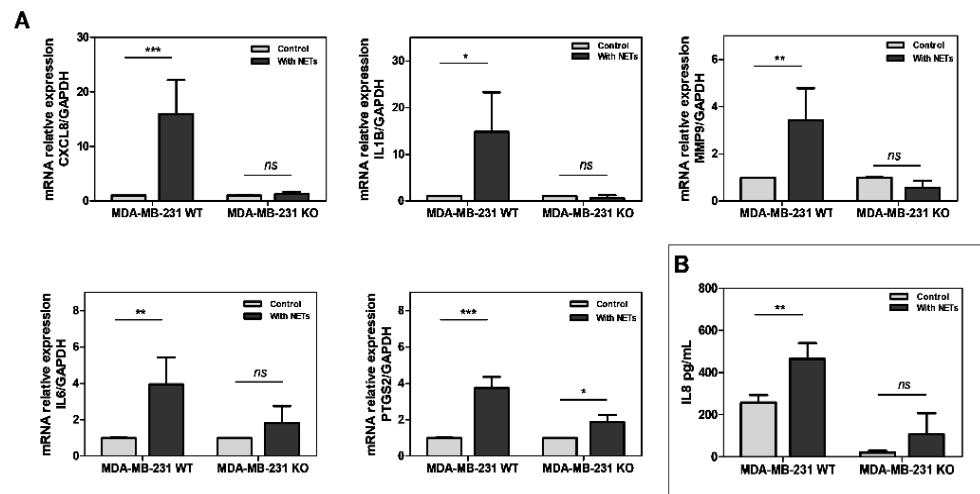 A
mRNA relative expression
CXCL8/GAPDH
30
20
10
0
***
ns
Control
With NETs
MDA-MB-231 WT
MDA-MB-231 KO
mRNA relative expression
IL1B/GAPDH
30
20
10
0
*
ns
Control
With NETs
MDA-MB-231 WT
MDA-MB-231 KO
mRNA relative expression
MMP9/GAPDH
6
4
2
0
**
ns
Control
With NETs
MDA-MB-231 WT
MDA-MB-231 KO
mRNA relative expression
IL6/GAPDH
8
6
4
2
0
**
ns
Control
With NETs
MDA-MB-231 WT
MDA-MB-231 KO
mRNA relative expression
PTGS2/GAPDH
8
6
4
2
0
***
*
Control
With NETs
MDA-MB-231 WT
MDA-MB-231 KO
B
IL8 pg/mL
800
600
400
200
0
**
ns
Control
With NETs
MDA-MB-231 WT
MDA-MB-231 KO